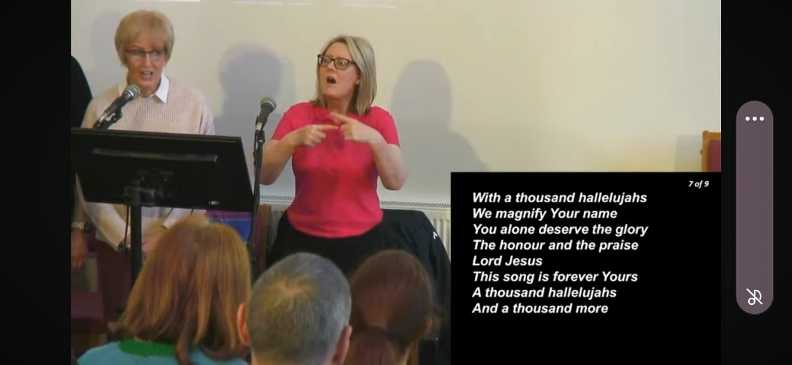 7 of 9
With a thousand hallelujahs
We magnify Your name
You alone deserve the glory
The honour and the praise
Lord Jesus
This song is forever Yours
A thousand hallelujahs
And a thousand more